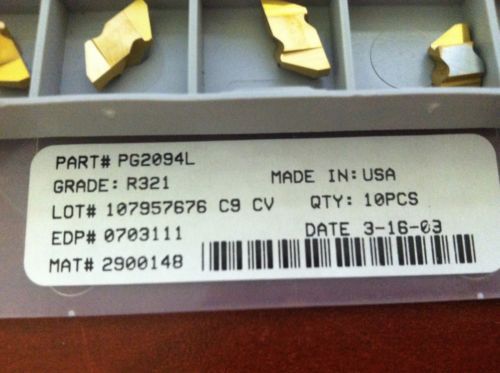 PART# PG2094L
GRADE: R321 MADE IN: USA
LOT# 107957676 C9 CV QTY: 10PCS
EDP# 0703111 DATE 3-16-03
MAT# 2900148